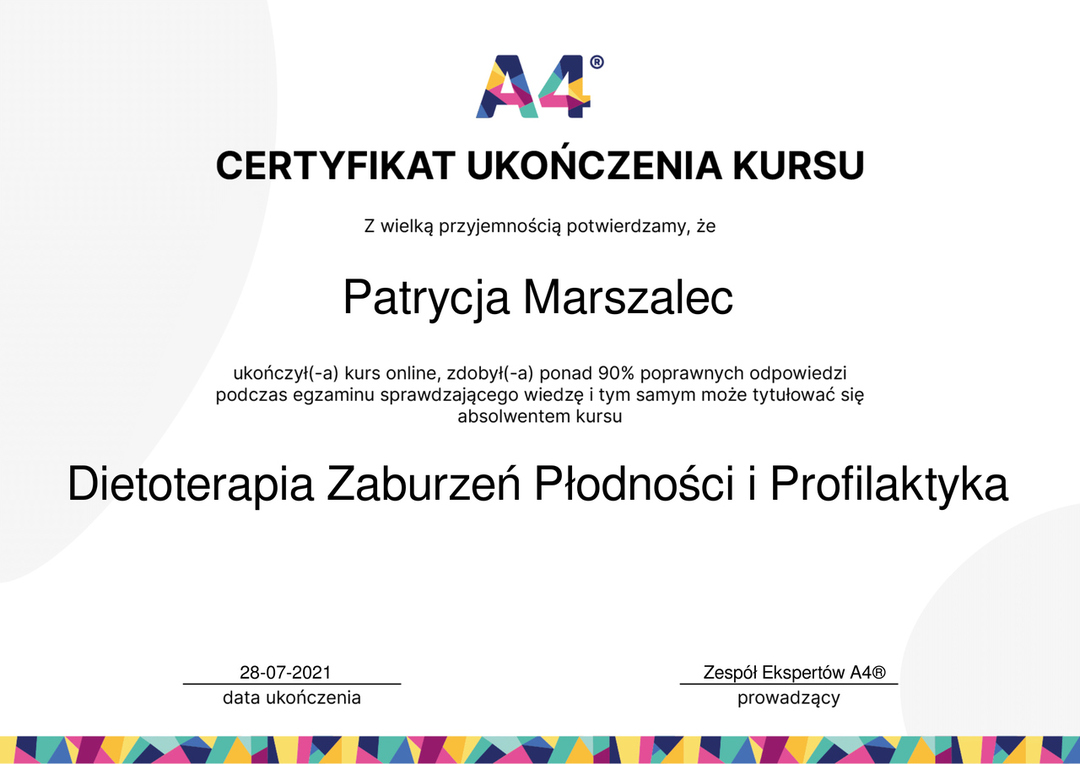 A4®
CERTYFIKAT UKOŃCZENIA KURSU
Z wielką przyjemnością potwierdzamy, że
Patrycja Marszalec
ukończył(-a) kurs online, zdobył(-a) ponad 90% poprawnych odpowiedzi
podczas egzaminu sprawdzającego wiedzę i tym samym może tytułować się
absolwentem kursu
Dietoterapia Zaburzeń Płodności i Profilaktyka
28-07-2021
data ukończenia
Zespół Ekspertów A4®
prowadzący